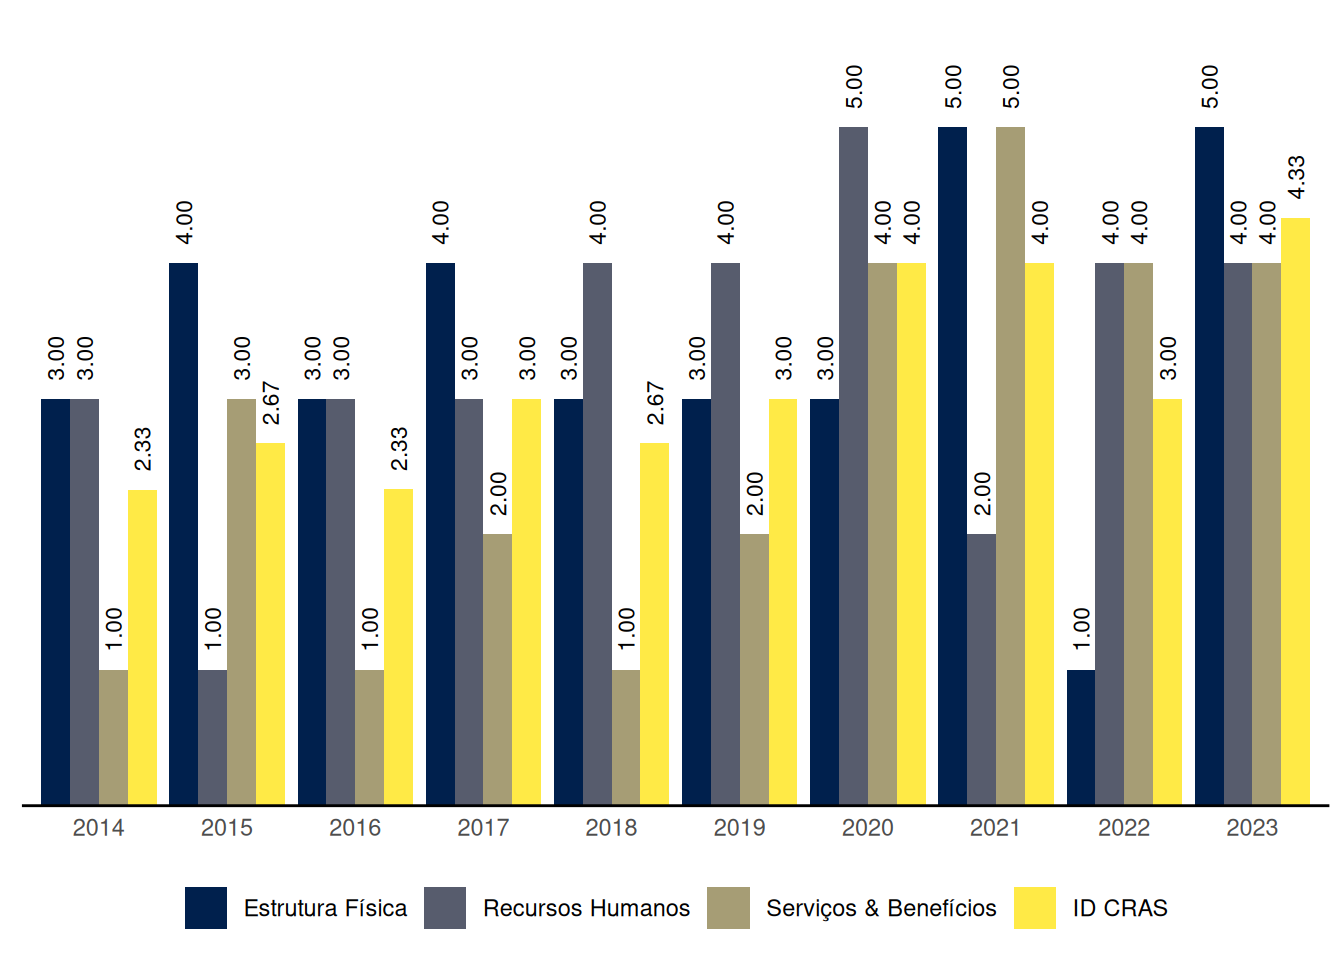 5.00 5.00 5.00 5.00
4.33
4.00 4.00 4.00 4.00 4.00 4.00 4.00 4.00 4.00 4.00 4.00
3.00 3.00 3.00 3.00 3.00 3.00 3.00 3.00 3.00 3.00 3.00 3.00
2.67 2.67
2.33 2.33
2.00 2.00 2.00
1.00 1.00 1.00 1.00 1.00
2014 2015 2016 2017 2018 2019 2020 2021 2022 2023
Estrutura Física Recursos Humanos Serviços & Benefícios ID CRAS